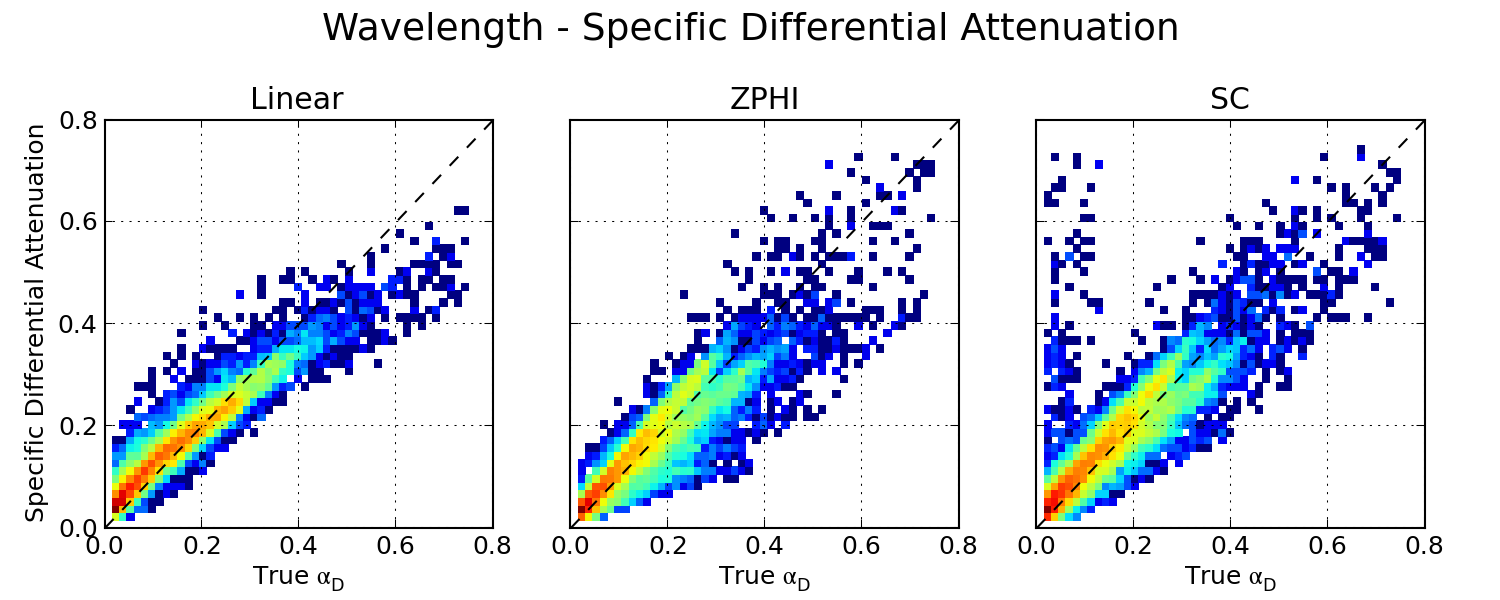 Wavelength - Specific Differential Attenuation
Linear
ZPHI
SC
Specific Differential Attenuation
0.8
0.6
0.4
0.2
0.0
0.0 0.2 0.4 0.6 0.8
0.0 0.2 0.4 0.6 0.8
0.0 0.2 0.4 0.6 0.8
True αD
True αD
True αD